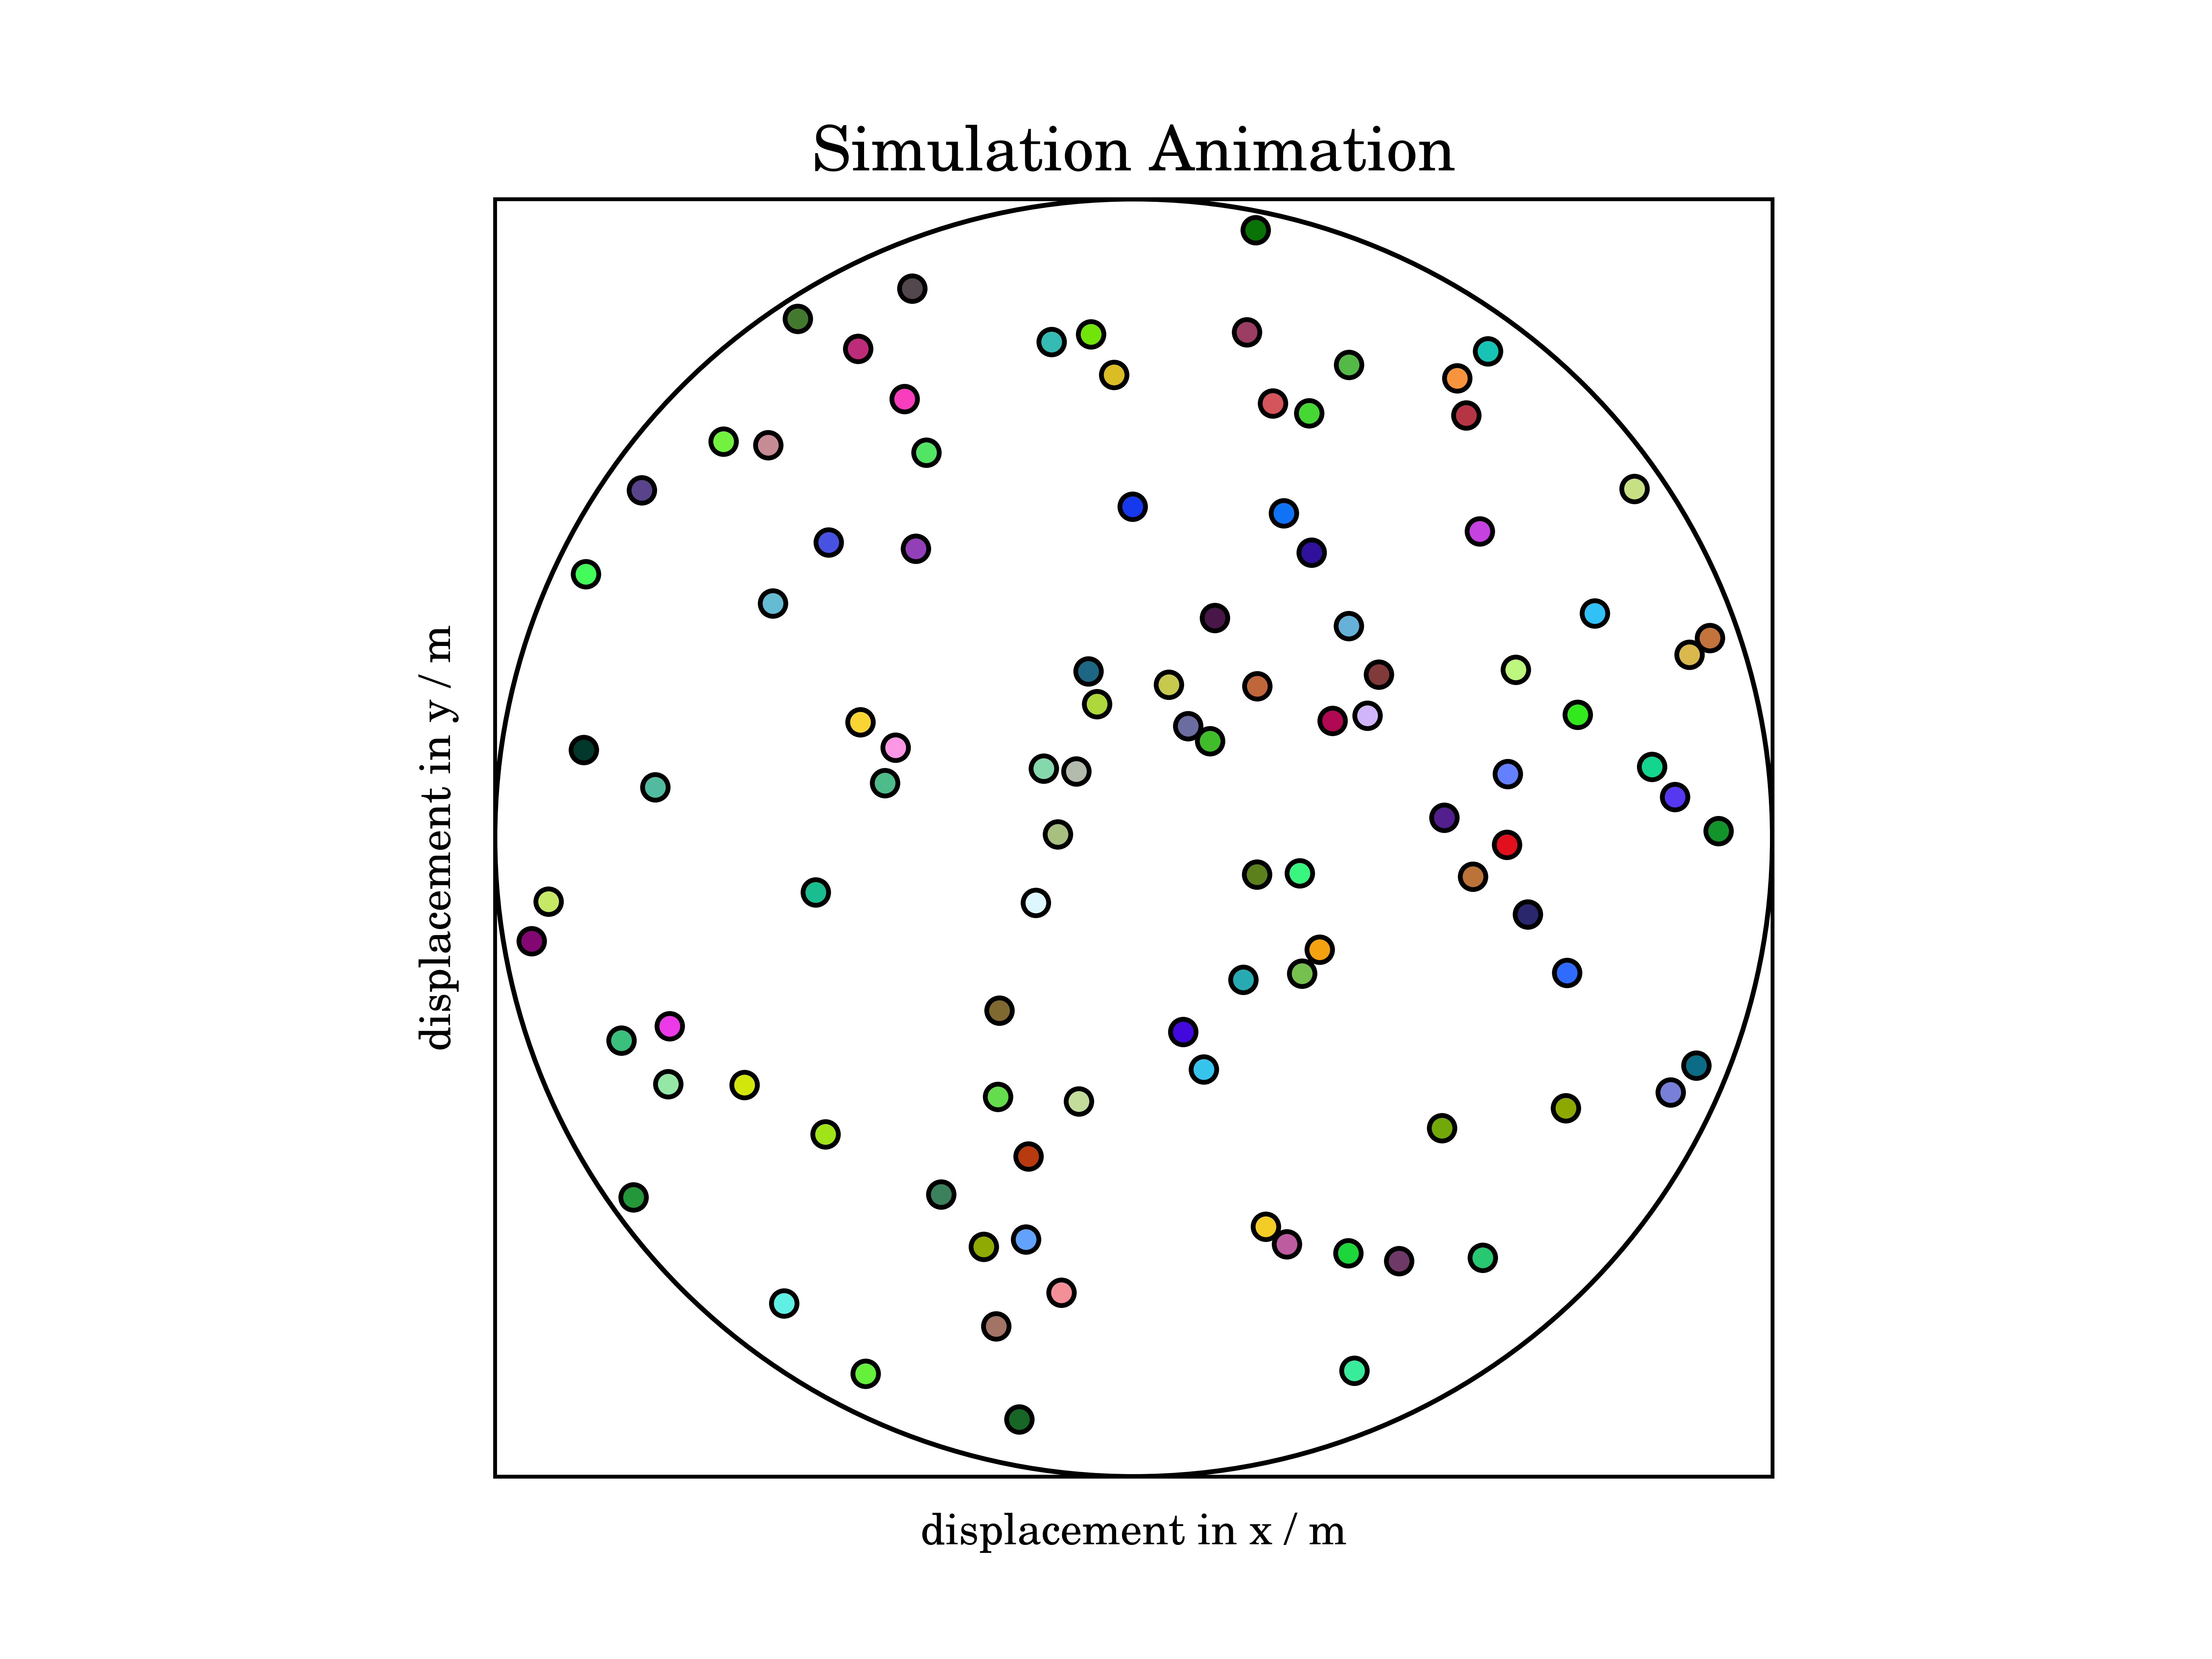 Simulation Animation
displacement in y / m
displacement in x / m